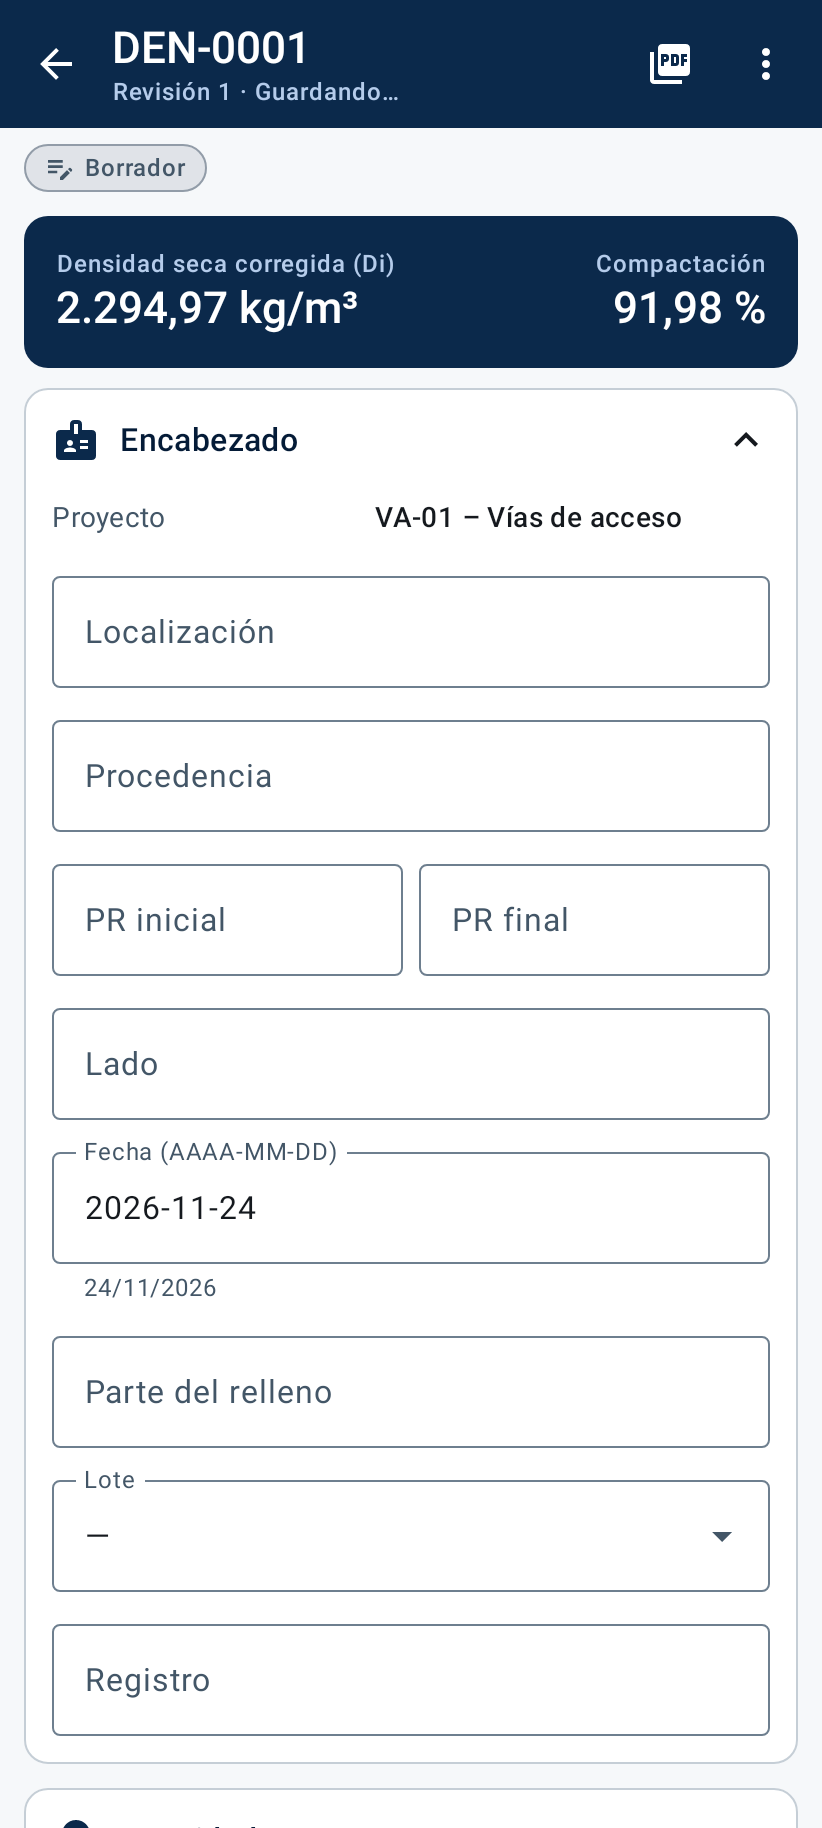 DEN-0001
Revisión 1 · Guardando…
PDF
Borrador
Densidad seca corregida (Di)
Compactación
2.294,97 kg/m³
91,98 %
Encabezado
Proyecto
VA-01 – Vías de acceso
Localización
Procedencia
PR inicial
PR final
Lado
Fecha (AAAA-MM-DD)
2026-11-24
24/11/2026
Parte del relleno
Lote
—
Registro